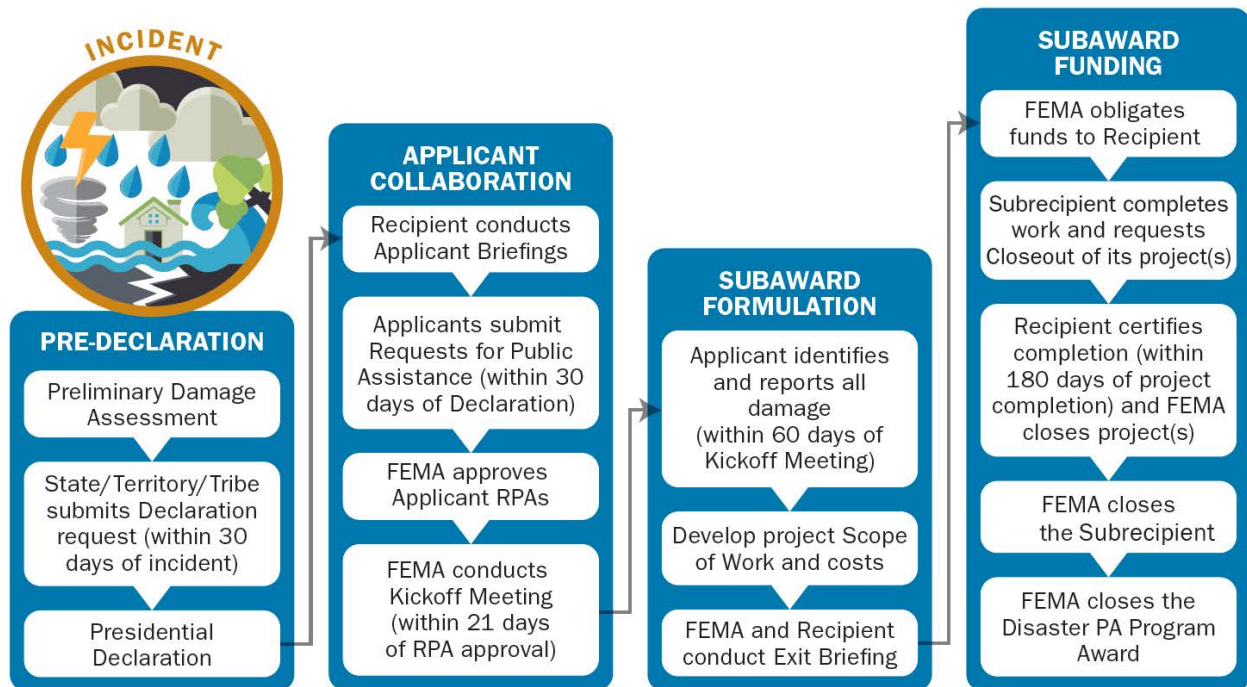 INCIDENT
PRE-DECLARATION
Preliminary Damage
Assessment
State/Territory/Tribe
submits Declaration
request (within 30
days of incident)
Presidential
Declaration
APPLICANT
COLLABORATION
Recipient conducts
Applicant Briefings
Applicants submit
Requests for Public
Assistance (within 30
days of Declaration)
FEMA approves
Applicant RPAs
FEMA conducts
Kickoff Meeting
(within 21 days
of RPA approval)
SUBAWARD
FORMULATION
Applicant identifies
and reports all
damage
(within 60 days of
Kickoff Meeting)
Develop project Scope
of Work and costs
FEMA and Recipient
conduct Exit Briefing
SUBAWARD
FUNDING
FEMA obligates
funds to Recipient
Subrecipient completes
work and requests
Closeout of its project(s)
Recipient certifies
completion (within
180 days of project
completion) and FEMA
closes project(s)
FEMA closes
the Subrecipient
FEMA closes the
Disaster PA Program
Award